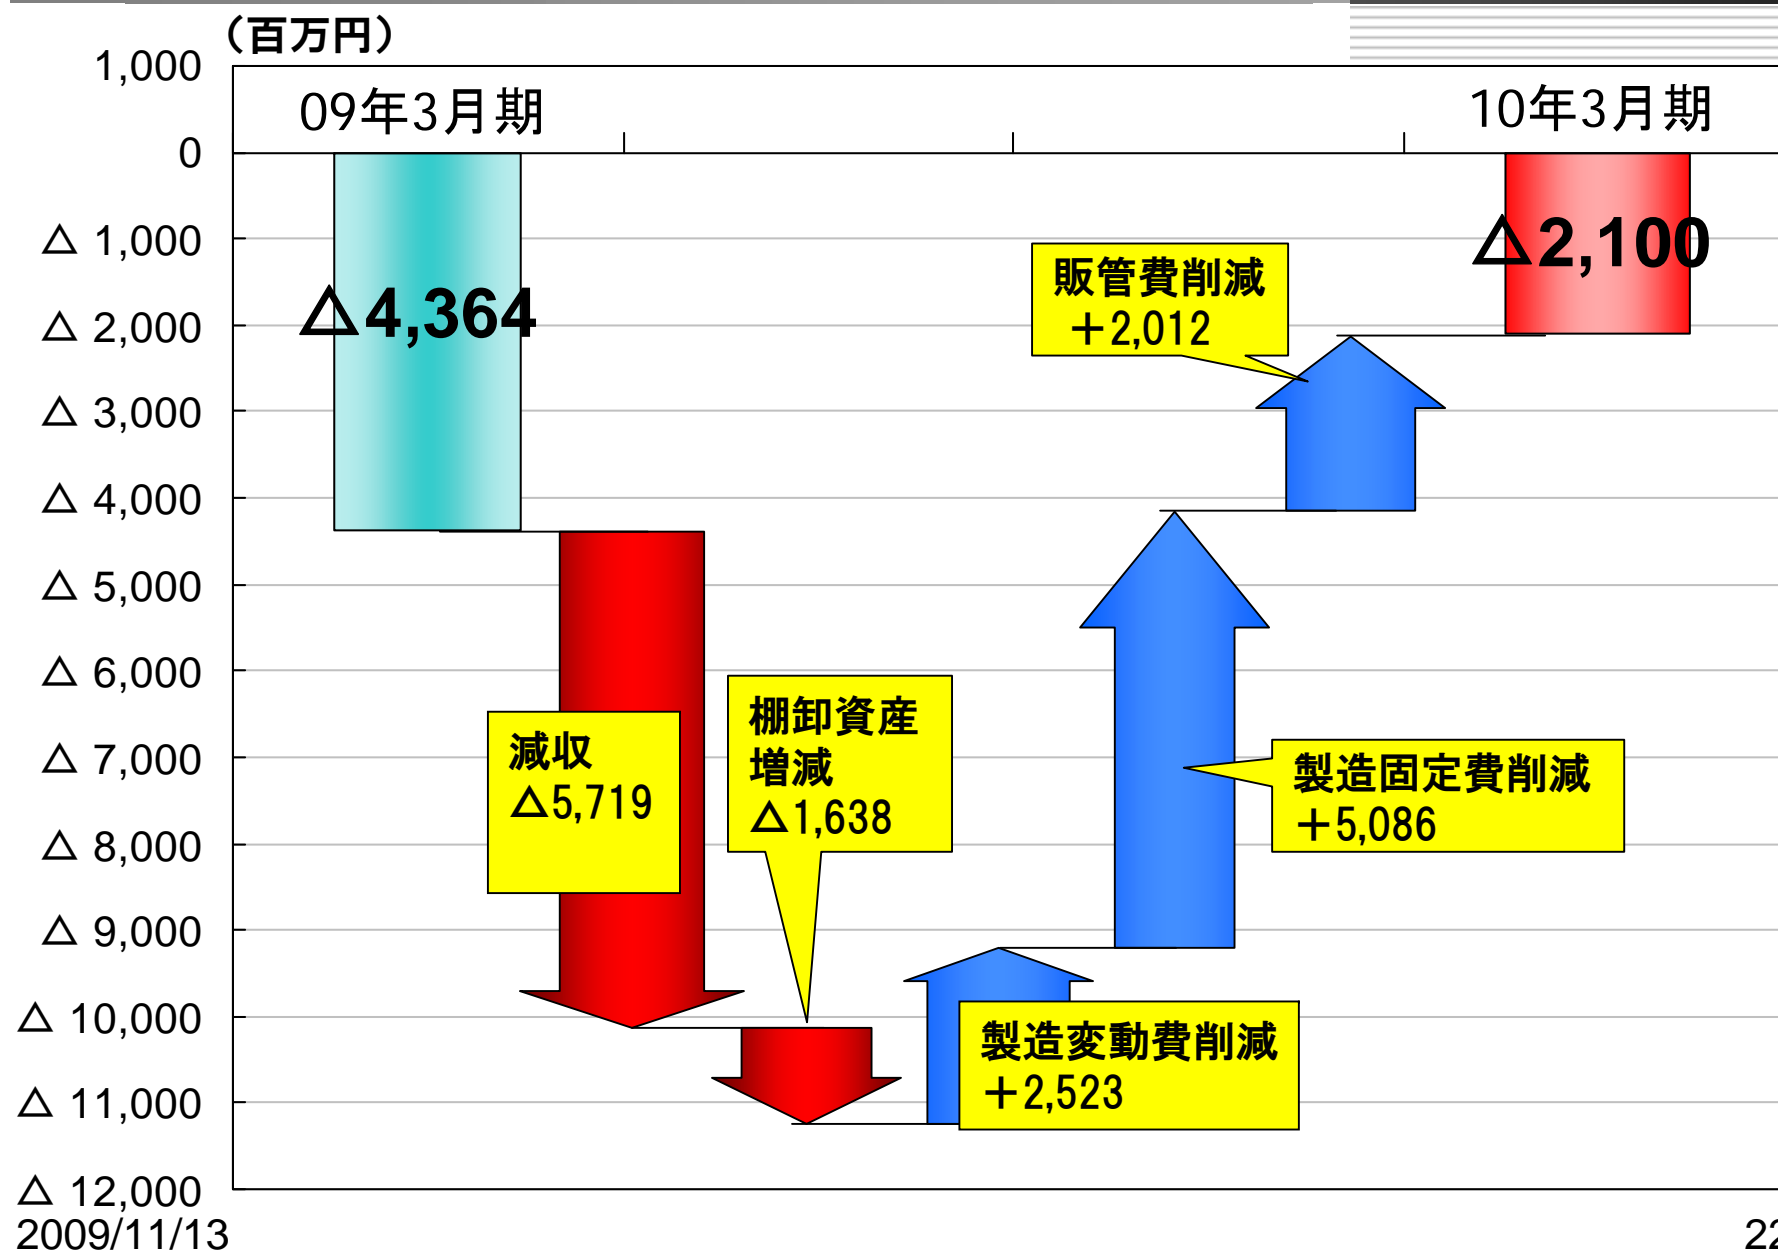 （百万円）
1,000
0
△ 1,000
△ 2,000
△ 3,000
△ 4,000
△ 5,000
△ 6,000
△ 7,000
△ 8,000
△ 9,000
△ 10,000
△ 11,000
△ 12,000
09年3月期
10年3月期
△4,364
△2,100
減収
△5,719
棚卸資産
増減
△1,638
製造変動費削減
＋2,523
製造固定費削減
＋5,086
販管費削減
＋2,012
2009/11/13
22